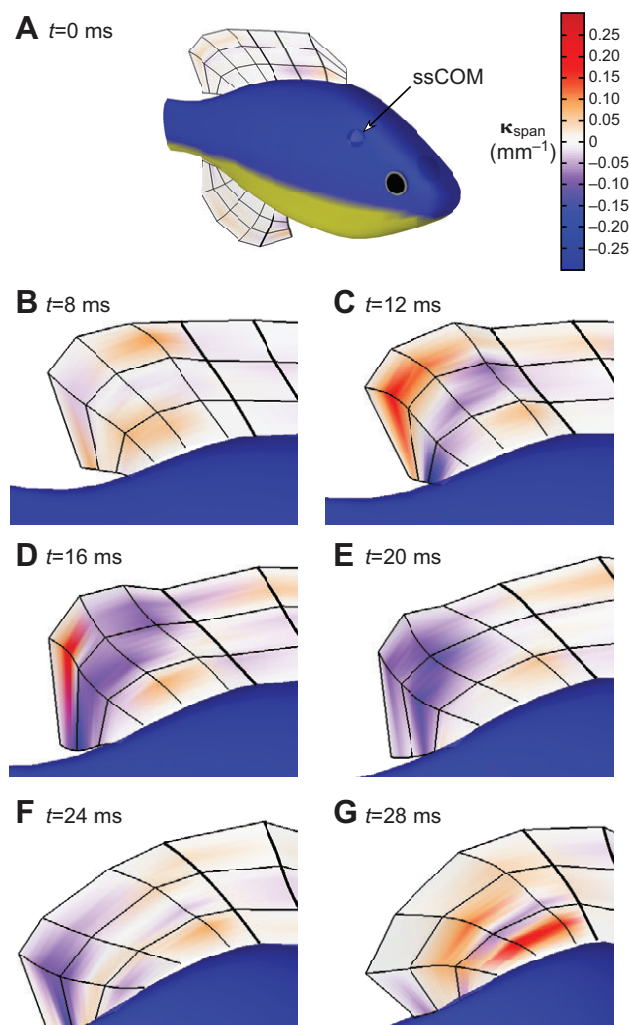 A t=0 ms
ssCOM
κspan
(mm−1)
0.25
0.20
0.15
0.10
0.05
0
−0.05
−0.10
−0.15
−0.20
−0.25
B t=8 ms
C t=12 ms
D t=16 ms
E t=20 ms
F t=24 ms
G t=28 ms